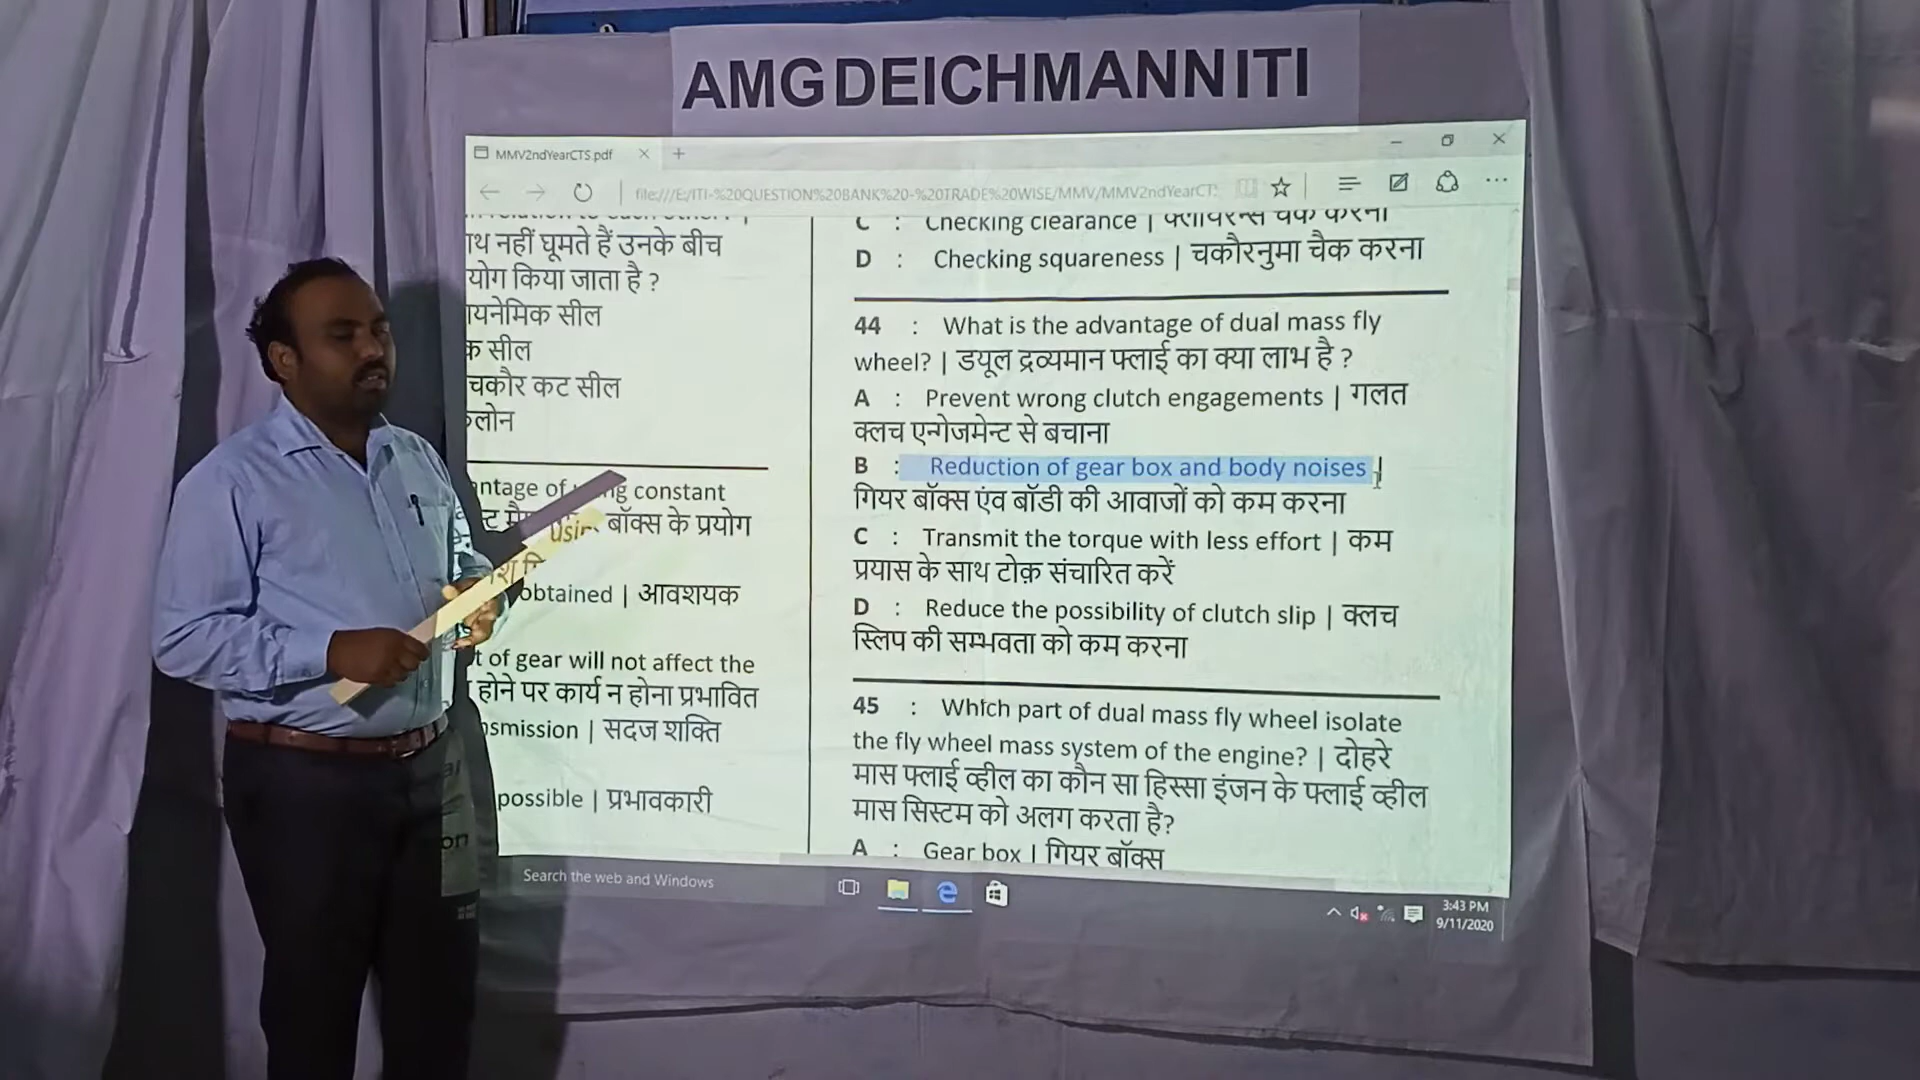 AMG DEICHMANN ITI
MMV2ndYearCTS.pdf
file:///E:/ITI-%20QUESTION%20BANK%20-%20TRADE%20WISE/MMV/MMV2ndYearCT
नहीं घूमते हैं उनके बीच
किया जाता है ?
सील
सील
चकौर कट सील
of using constant
बॉक्स के प्रयोग
obtained | आवशयक
of gear will not affect the
होने पर कार्य न होना प्रभावित
| सदज शक्ति
possible | प्रभावकारी
C : Checking clearance | क्लीयरेन्स चैक करना
D : Checking squareness | चकौरनुमा चैक करना
44 : What is the advantage of dual mass fly
wheel? | डयूल द्रव्यमान फ्लाई का क्या लाभ है ?
A : Prevent wrong clutch engagements | गलत
क्लच एन्गेजमेन्ट से बचाना
B : Reduction of gear box and body noises |
गियर बॉक्स एंव बॉडी की आवाजों को कम करना
C : Transmit the torque with less effort | कम
प्रयास के साथ टोक़ संचारित करें
D : Reduce the possibility of clutch slip | क्लच
स्लिप की सम्भवता को कम करना
45 : Which part of dual mass fly wheel isolate
the fly wheel mass system of the engine? | दोहरे
मास फ्लाई व्हील का कौन सा हिस्सा इंजन के फ्लाई व्हील
मास सिस्टम को अलग करता है?
A : Gear box | गियर बॉक्स
Search the web and Windows
3:43 PM
9/11/2020